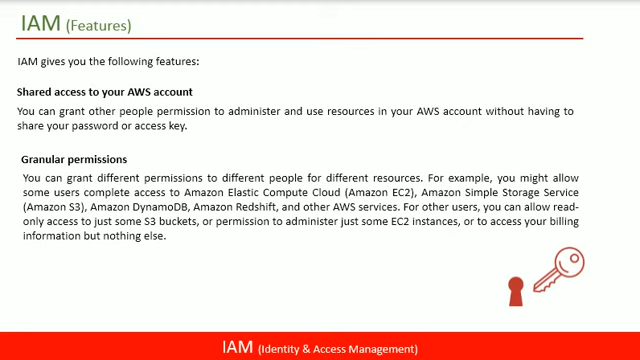 IAM (Features)
IAM gives you the following features:
Shared access to your AWS account
You can grant other people permission to administer and use resources in your AWS account without having to
share your password or access key.
Granular permissions
You can grant different permissions to different people for different resources. For example, you might allow
some users complete access to Amazon Elastic Compute Cloud (Amazon EC2), Amazon Simple Storage Service
(Amazon S3), Amazon DynamoDB, Amazon Redshift, and other AWS services. For other users, you can allow read-
only access to just some S3 buckets, or permission to administer just some EC2 instances, or to access your billing
information but nothing else.
IAM (Identity & Access Management)